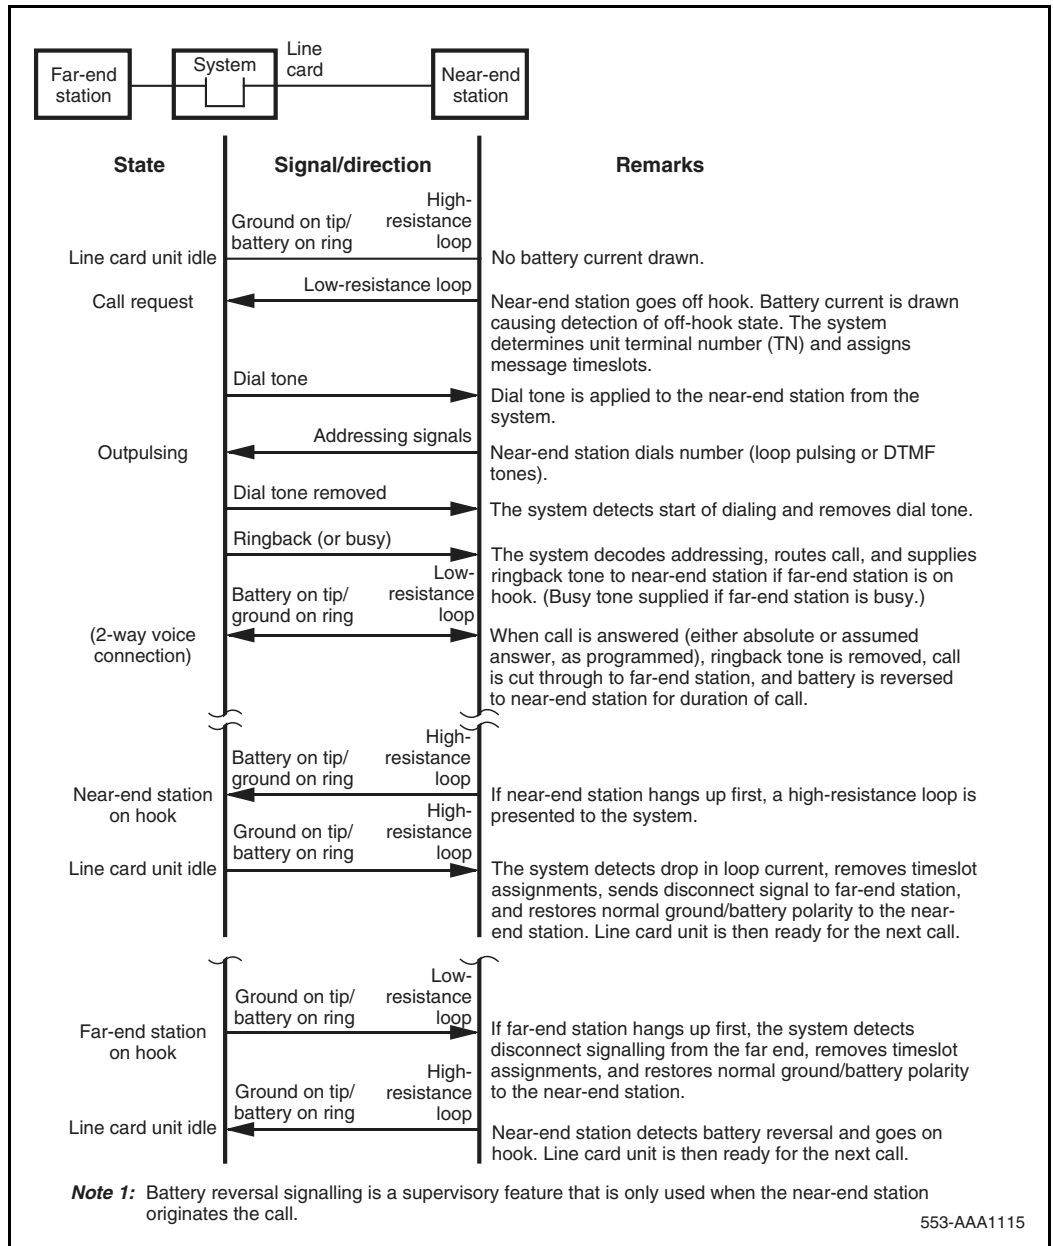 Far-end
station
System
Line
card
Near-end
station
State
Signal/direction
Remarks
Ground on tip/
battery on ring
High-
resistance
loop
Line card unit idle
No battery current drawn.
Low-resistance loop
Call request
Near-end station goes off hook. Battery current is drawn
causing detection of off-hook state. The system
determines unit terminal number (TN) and assigns
message timeslots.
Dial tone
Dial tone is applied to the near-end station from the
system.
Addressing signals
Outpulsing
Near-end station dials number (loop pulsing or DTMF
tones).
Dial tone removed
The system detects start of dialing and removes dial tone.
Ringback (or busy)
The system decodes addressing, routes call, and supplies
ringback tone to near-end station if far-end station is on
hook. (Busy tone supplied if far-end station is busy.)
Battery on tip/
ground on ring
Low-
resistance
loop
(2-way voice
connection)
When call is answered (either absolute or assumed
answer, as programmed), ringback tone is removed, call
is cut through to far-end station, and battery is reversed
to near-end station for duration of call.
Battery on tip/
ground on ring
High-
resistance
loop
Near-end station
on hook
If near-end station hangs up first, a high-resistance loop is
presented to the system.
Ground on tip/
battery on ring
High-
resistance
loop
Line card unit idle
The system detects drop in loop current, removes timeslot
assignments, sends disconnect signal to far-end station,
and restores normal ground/battery polarity to the near-
end station. Line card unit is then ready for the next call.
Ground on tip/
battery on ring
Low-
resistance
loop
Far-end station
on hook
If far-end station hangs up first, the system detects
disconnect signalling from the far end, removes timeslot
assignments, and restores normal ground/battery polarity
to the near-end station.
Ground on tip/
battery on ring
High-
resistance
loop
Line card unit idle
Near-end station detects battery reversal and goes on
hook. Line card unit is then ready for the next call.
Note 1: Battery reversal signalling is a supervisory feature that is only used when the near-end station
originates the call.
553-AAA1115